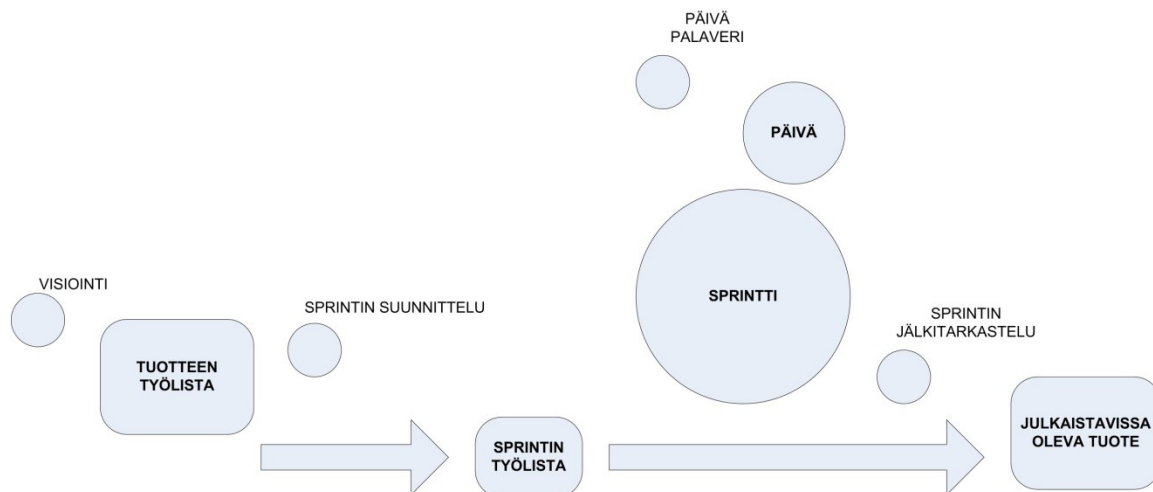 PÄIVÄ
PALAVERI
PÄIVÄ
SPRINTTI
VISIOINTI
SPRINTIN SUUNNITTELU
SPRINTIN
JÄLKITARKASTELU
TUOTTEEN
TYÖLISTA
SPRINTIN
TYÖLISTA
JULKAISTAVISSA
OLEVA TUOTE